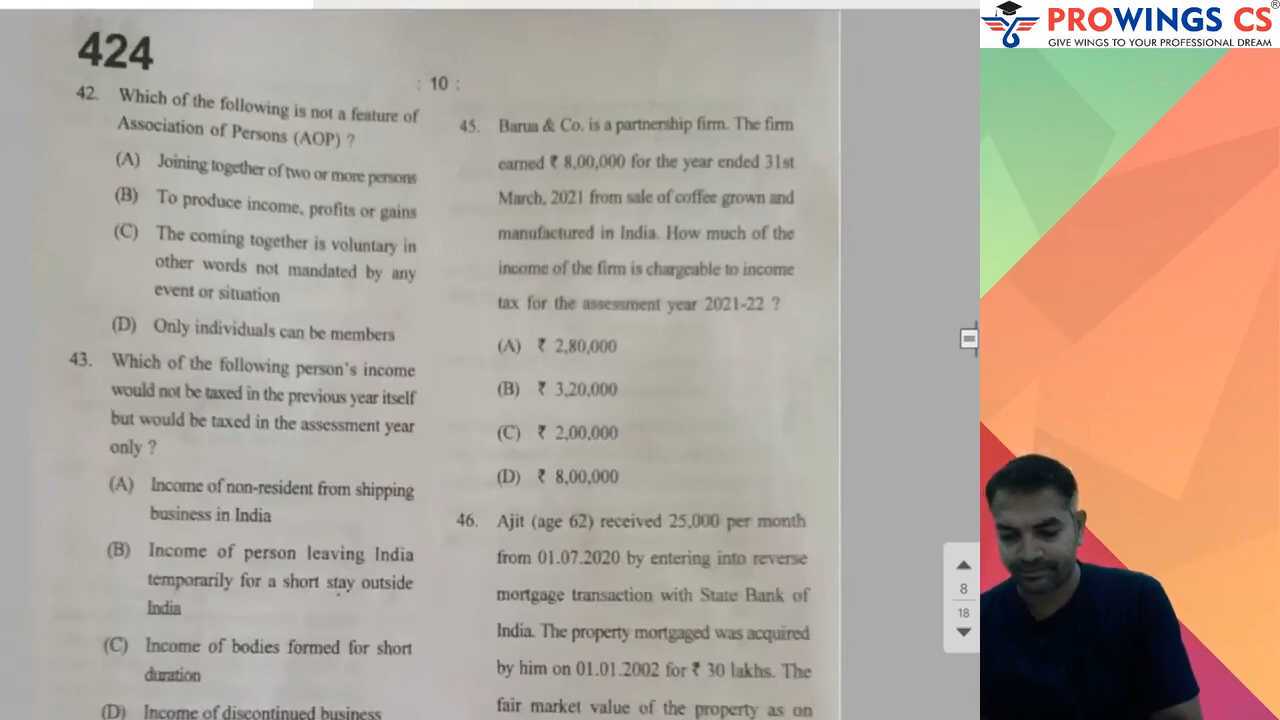 424
: 10 :
42. Which of the following is not a feature of
Association of Persons (AOP) ?
(A) Joining together of two or more persons
(B) To produce income, profits or gains
(C) The coming together is voluntary in
other words not mandated by any
event or situation
(D) Only individuals can be members
43. Which of the following person's income
would not be taxed in the previous year itself
but would be taxed in the assessment year
only ?
(A) Income of non-resident from shipping
business in India
(B) Income of person leaving India
temporarily for a short stay outside
India
(C) Income of bodies formed for short
duration
(D) Income of discontinued business
45. Barua & Co. is a partnership firm. The firm
earned ₹ 8,00,000 for the year ended 31st
March, 2021 from sale of coffee grown and
manufactured in India. How much of the
income of the firm is chargeable to income
tax for the assessment year 2021-22 ?
(A) ₹ 2,80,000
(B) ₹ 3,20,000
(C) ₹ 2,00,000
(D) ₹ 8,00,000
46. Ajit (age 62) received 25,000 per month
from 01.07.2020 by entering into reverse
mortgage transaction with State Bank of
India. The property mortgaged was acquired
by him on 01.01.2002 for ₹ 30 lakhs. The
fair market value of the property as on
PROWINGS CS®
GIVE WINGS TO YOUR PROFESSIONAL DREAM
8
18